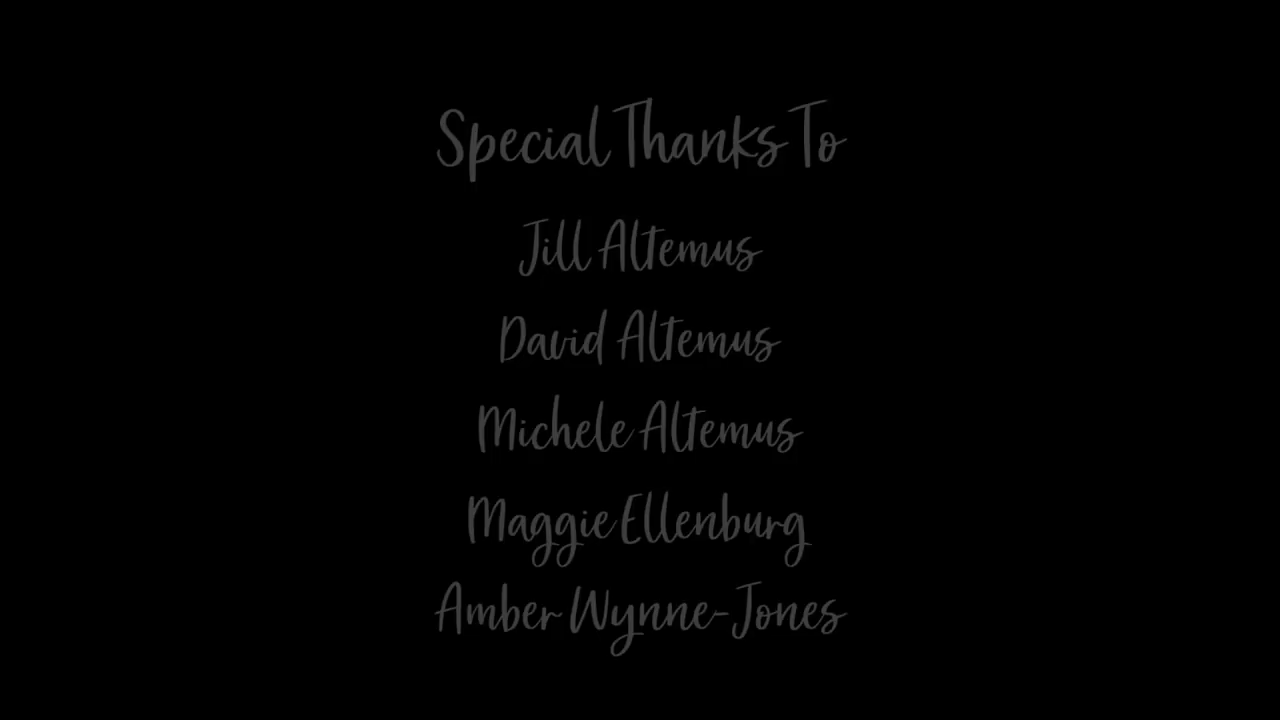 Special Thanks To
Jill Altemus
David Altemus
Michele Altemus
Maggie Ellenburg
Amber Wynne-Jones